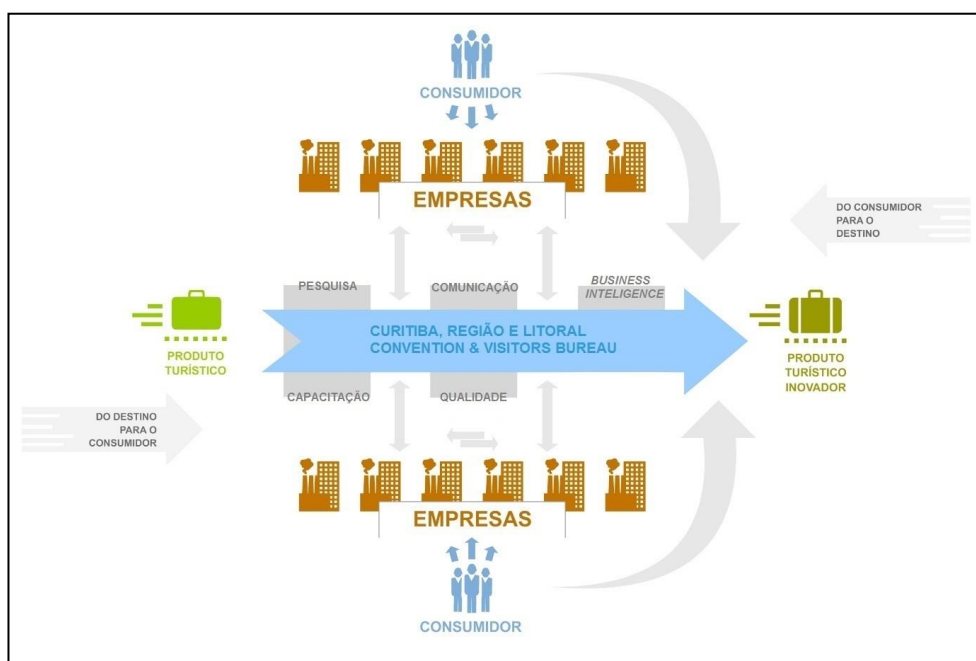 CONSUMIDOR
EMPRESAS
DO CONSUMIDOR
PARA O
DESTINO
PESQUISA
COMUNICAÇÃO
BUSINESS
INTELIGENCE
CURITIBA, REGIÃO E LITORAL
CONVENTION & VISITORS BUREAU
PRODUTO
TURÍSTICO
PRODUTO
TURÍSTICO
INOVADOR
CAPACITAÇÃO
QUALIDADE
DO DESTINO
PARA O
CONSUMIDOR
EMPRESAS
CONSUMIDOR